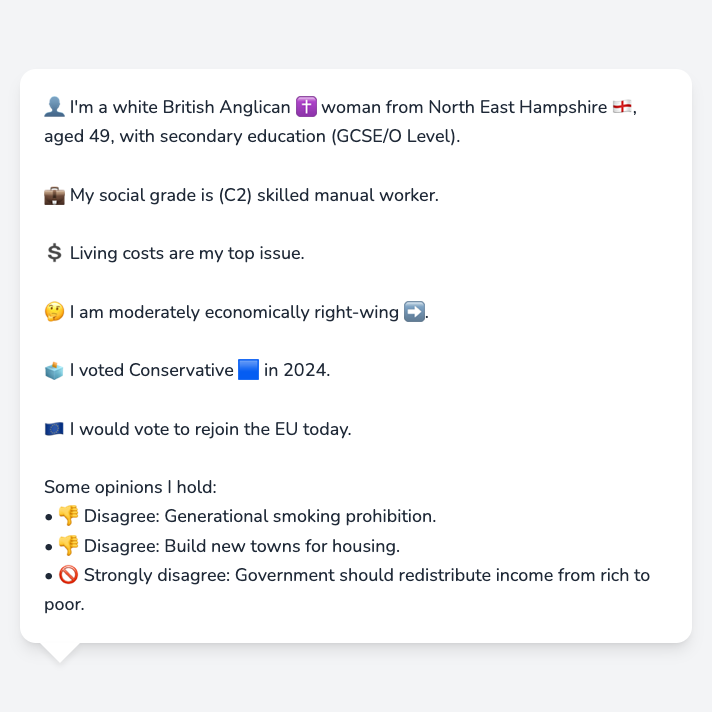 👤 I'm a white British Anglican ✝️ woman from North East Hampshire 🏴󠁧󠁢󠁥󠁮󠁧󠁿,
aged 49, with secondary education (GCSE/O Level).
💼 My social grade is (C2) skilled manual worker.
💲 Living costs are my top issue.
🤔 I am moderately economically right-wing ➡️.
🗳️ I voted Conservative 🟦 in 2024.
🇪🇺 I would vote to rejoin the EU today.
Some opinions I hold:
• 👎 Disagree: Generational smoking prohibition.
• 👎 Disagree: Build new towns for housing.
• 🚫 Strongly disagree: Government should redistribute income from rich to
poor.